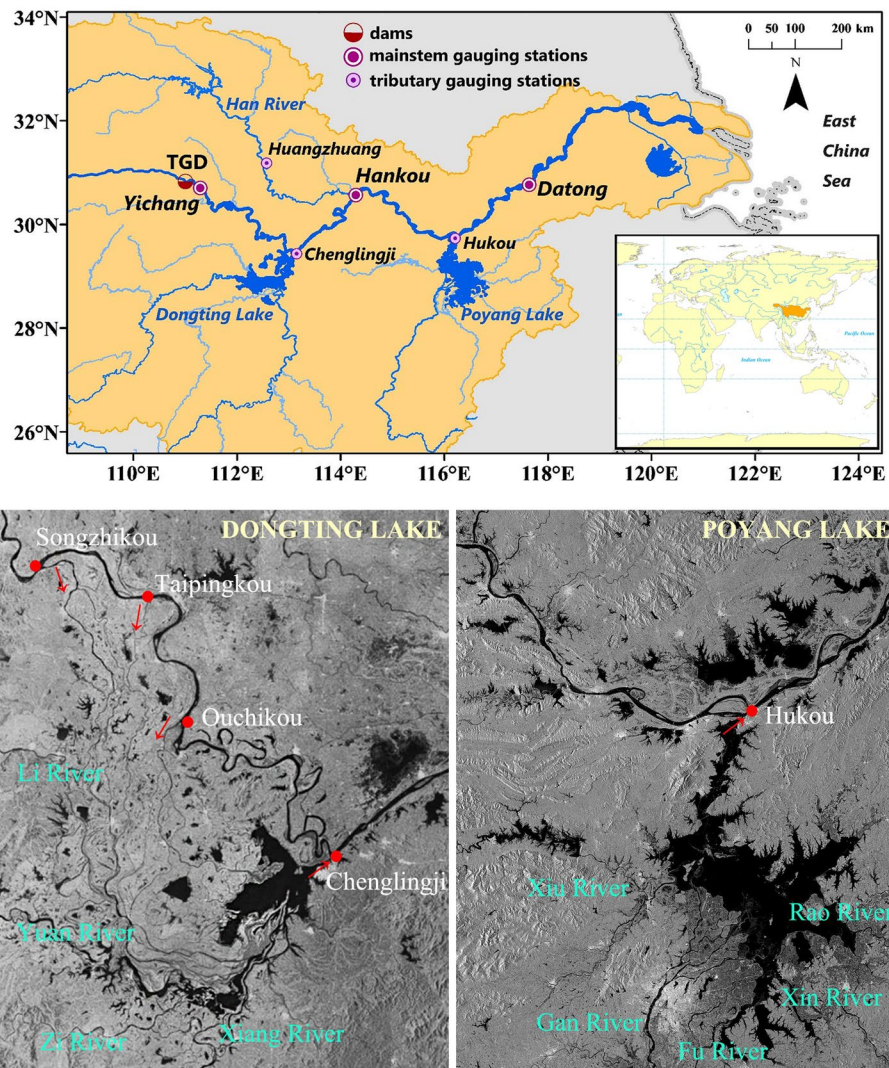 34°N
32°N
30°N
28°N
26°N
110°E
112°E
114°E
116°E
118°E
120°E
122°E
124°E
dams
mainstem gauging stations
tributary gauging stations
0 50 100 200 km
N
East
China
Sea
Han River
Huangzhuang
TGD
Yichang
Hankou
Datong
Chenglingji
Hukou
Dongting Lake
Poyang Lake
Pacific Ocean
Indian Ocean
DONGTING LAKE
Songzhikou
Taipingkou
Ouchikou
Li River
Chenglingji
Yuan River
Zi River
Xiang River
POYANG LAKE
Hukou
Xiu River
Rao River
Gan River
Xin River
Fu River